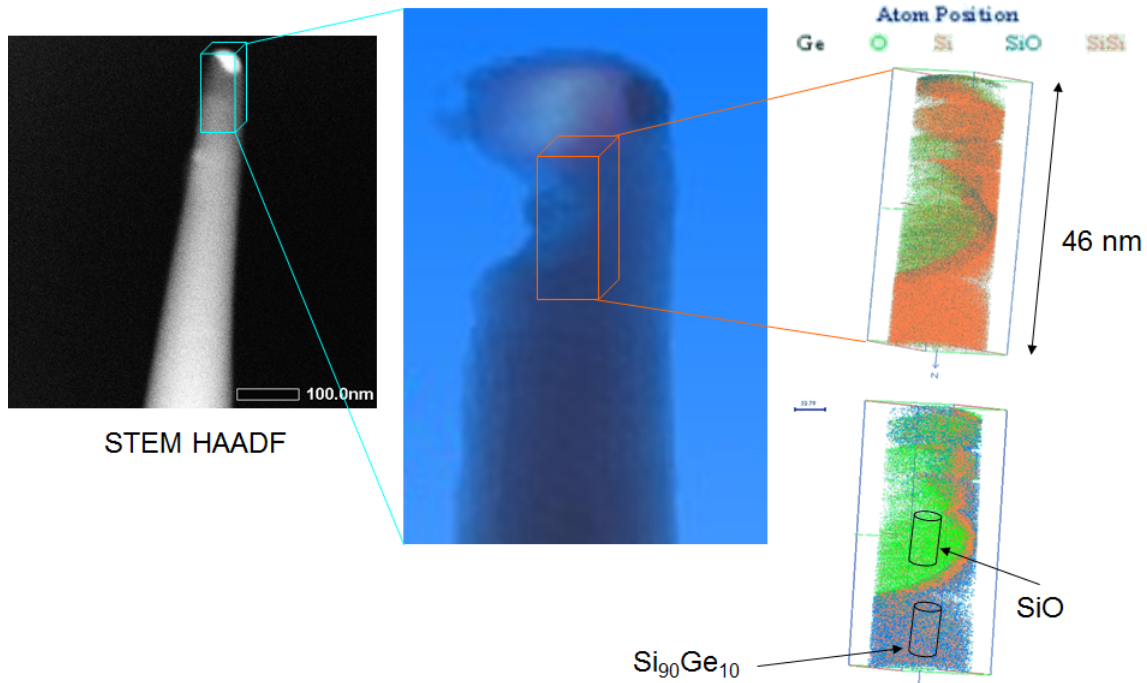 Atom Position
Ge O Si SiO SiSi
46 nm
Z
100.0nm
STEM HAADF
SiO
Si₉₀Ge₁₀